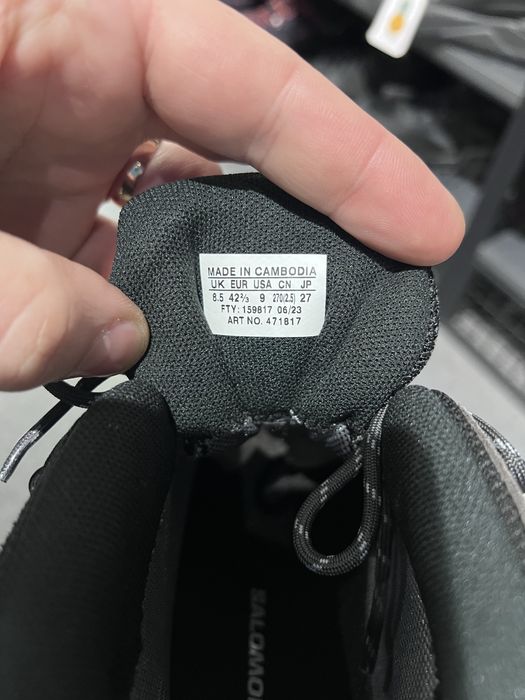 MADE IN CAMBODIA
UK EUR USA CN JP
8.5 42⅔ 9 270(2.5) 27
FTY: 159817 06/23
ART NO. 471817
SALOMO